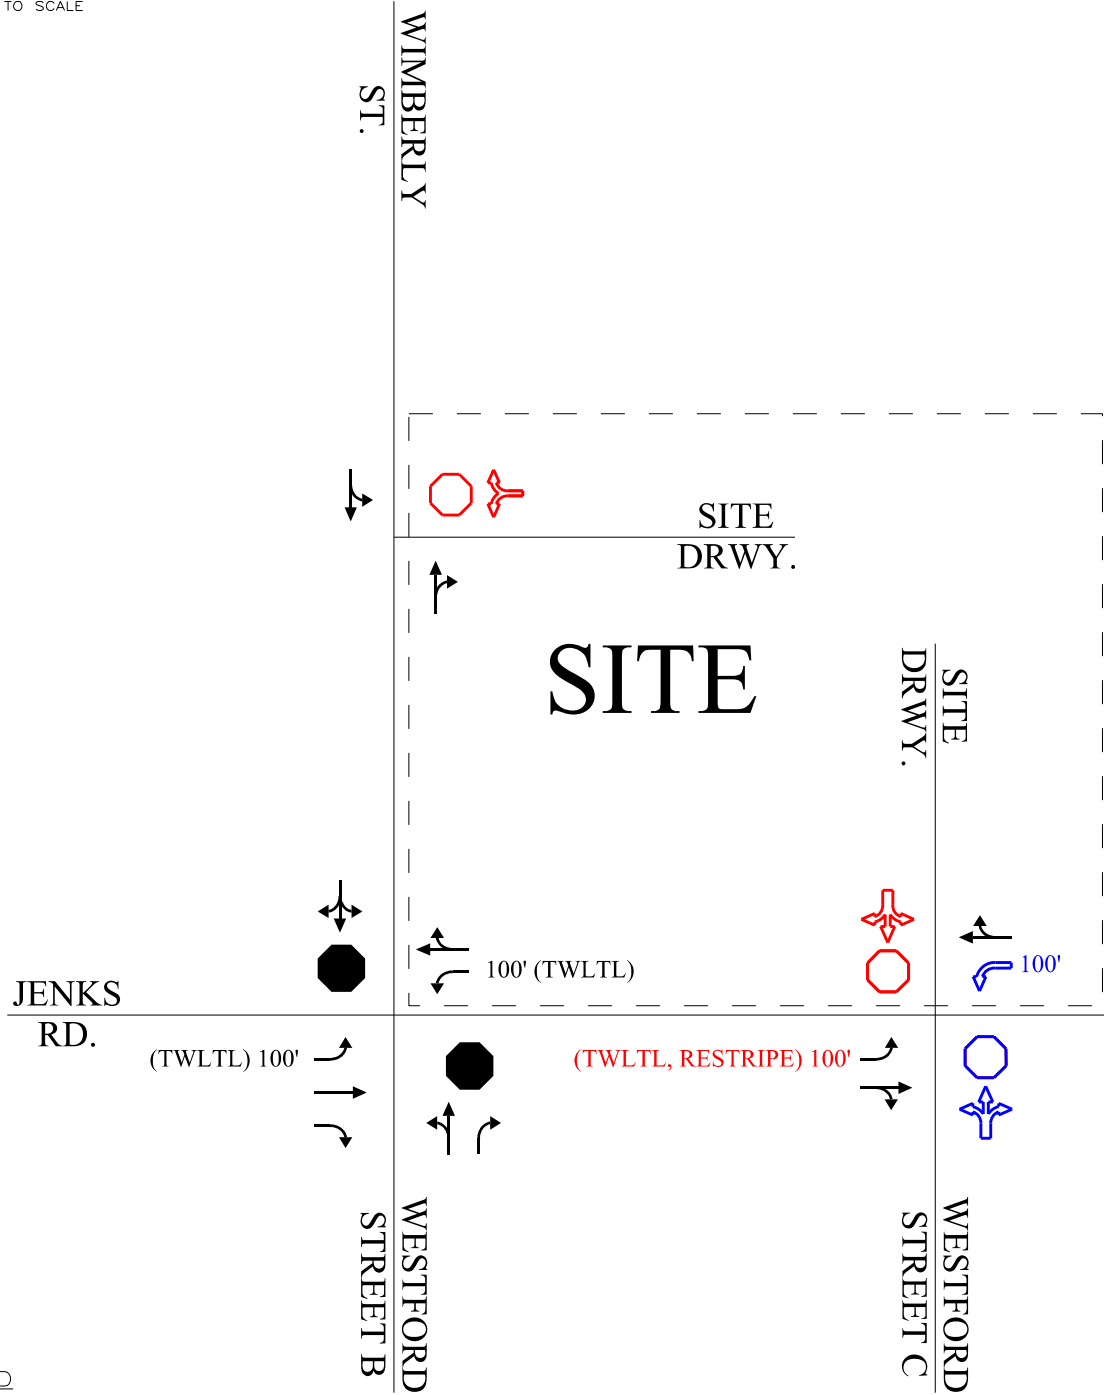 TO SCALE
WIMBERLY
ST.
SITE
DRWY.
SITE
SITE
DRWY.
100' (TWLTL)
100'
JENKS
RD.
(TWLTL) 100'
(TWLTL, RESTRIPE) 100'
WESTFORD
STREET B
WESTFORD
STREET C